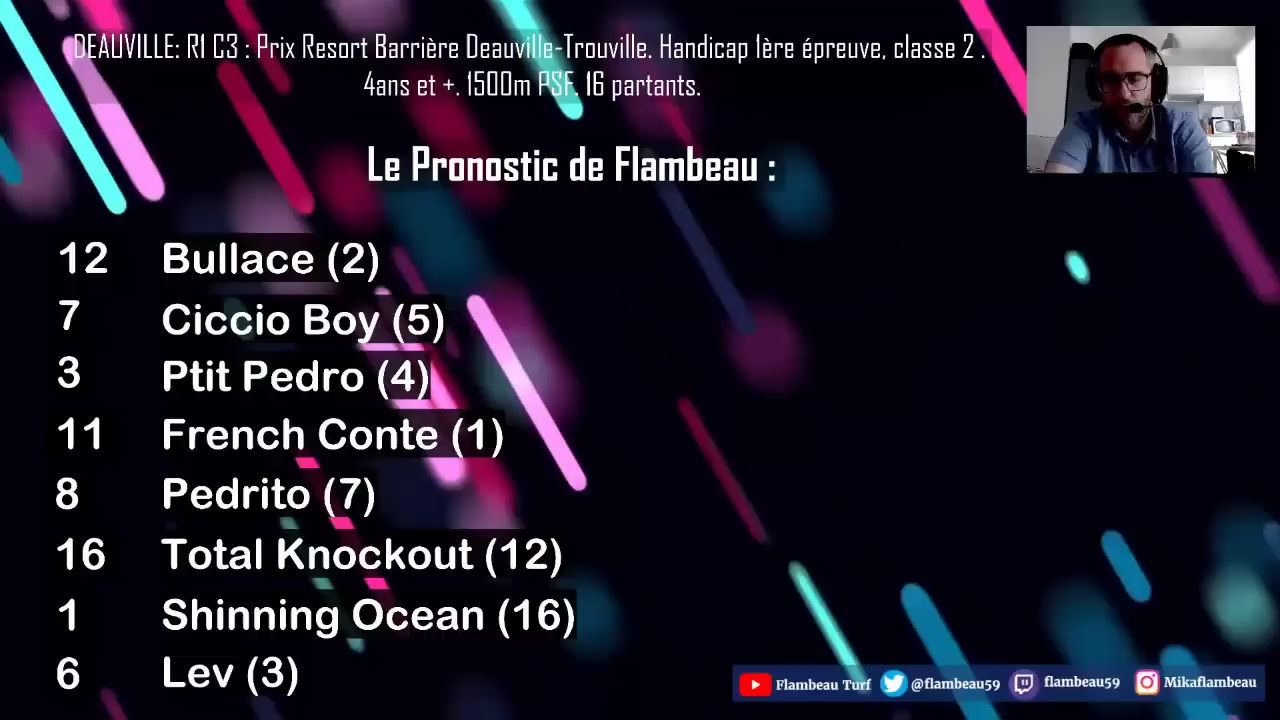 DEAUVILLE: R1 C3 : Prix Resort Barrière Deauville-Trouville. Handicap 1ère épreuve, classe 2 .
4ans et +. 1500m PSF. 16 partants.
Le Pronostic de Flambeau :
12 Bullace (2)
7 Ciccio Boy (5)
3 Ptit Pedro (4)
11 French Conte (1)
8 Pedrito (7)
16 Total Knockout (12)
1 Shinning Ocean (16)
6 Lev (3)
Flambeau Turf @flambeau59 flambeau59 Mikaflambeau